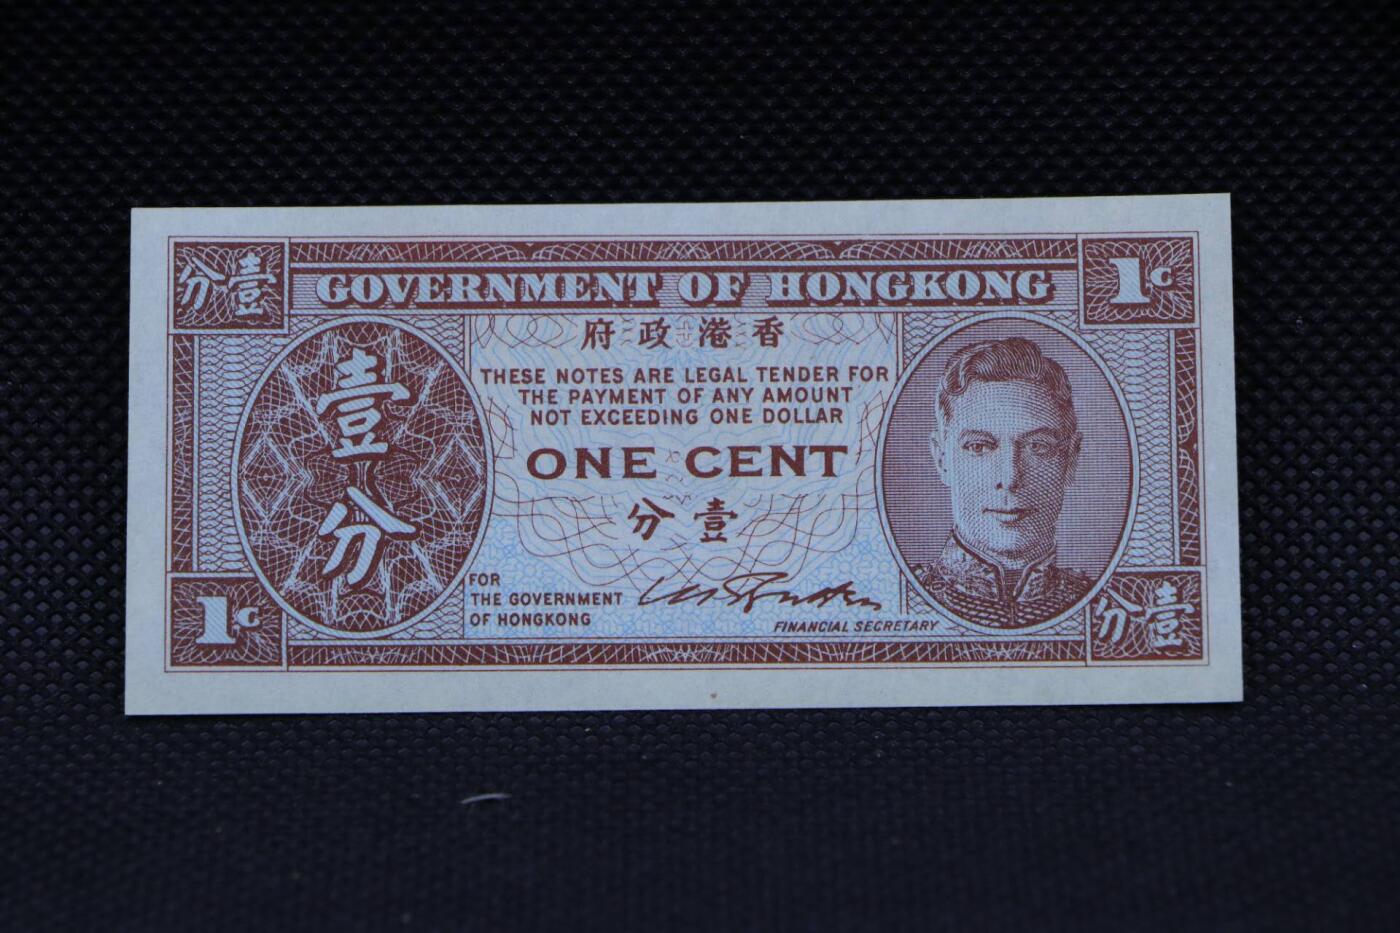 分壹
GOVERNMENT OF HONGKONG
1C
府政港香
THESE NOTES ARE LEGAL TENDER FOR
THE PAYMENT OF ANY AMOUNT
NOT EXCEEDING ONE DOLLAR
壹分
ONE CENT
分壹
FOR
THE GOVERNMENT
OF HONGKONG
FINANCIAL SECRETARY
1C
分壹